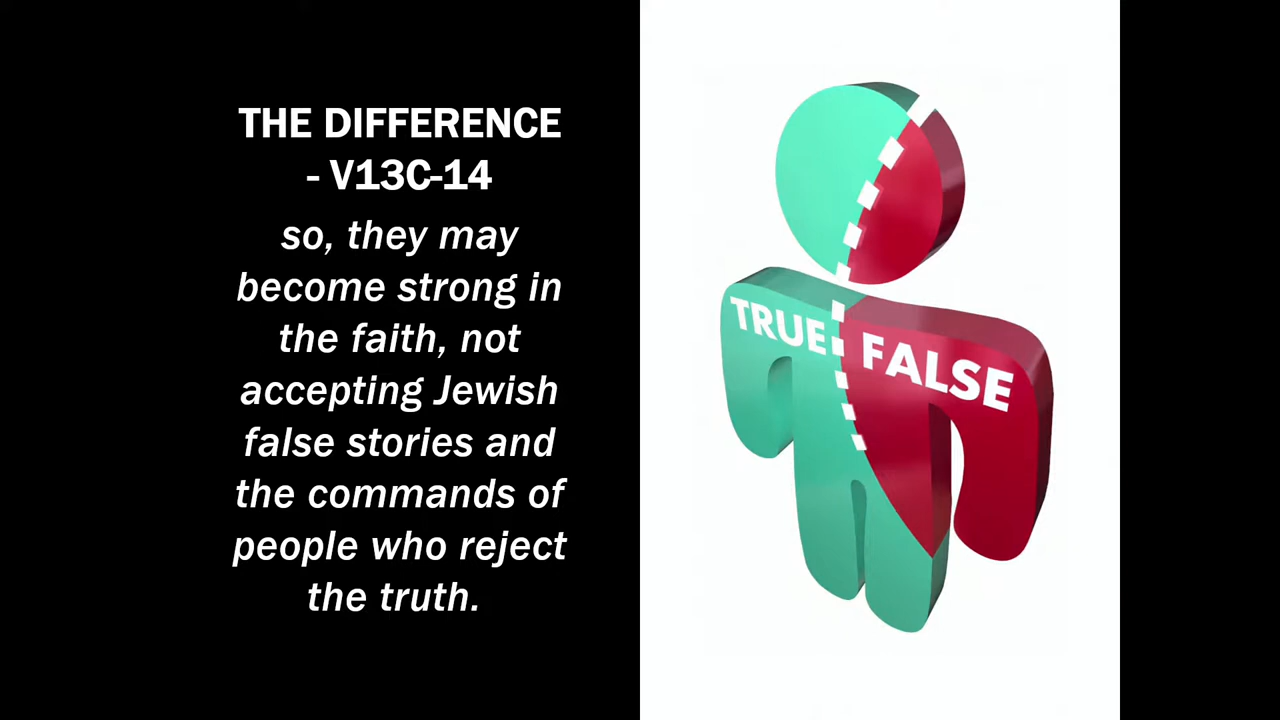 THE DIFFERENCE
- V13C-14
so, they may
become strong in
the faith, not
accepting Jewish
false stories and
the commands of
people who reject
the truth.
TRUE
FALSE